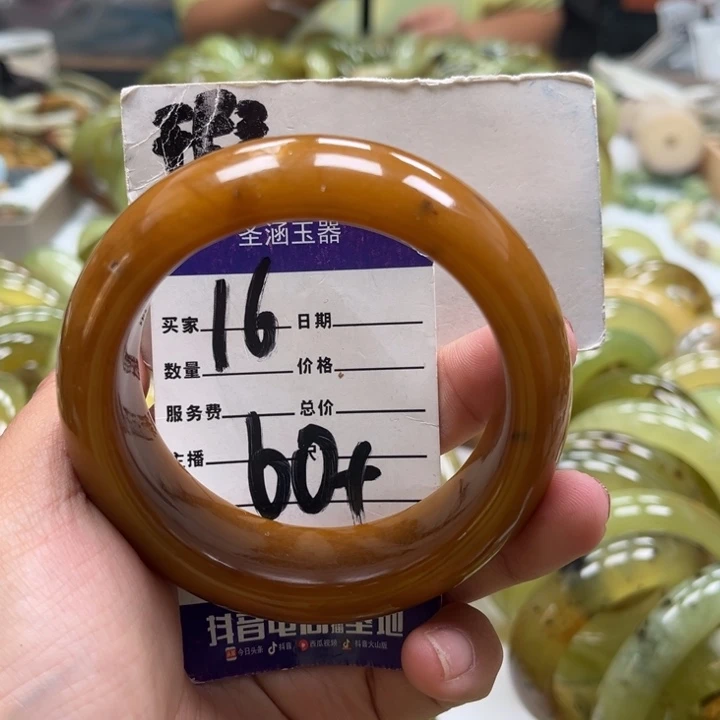 圣涵玉器
买家 16 日期
数量 价格
服务费 总价
主播 尺
60+
抖音电商直播基地
今日头条 抖音 西瓜视频 抖音火山版